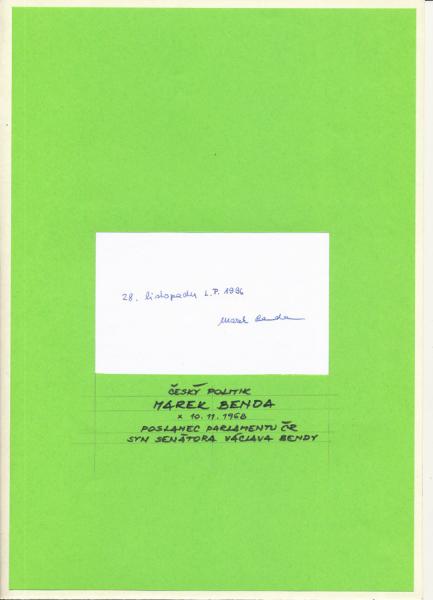 28. listopadu L.P. 1996
Marek Benda
ČESKÝ POLITIK
MAREK BENDA
* 10.11.1968
POSLANEC PARLAMENTU ČR
SYN SENÁTORA VÁCLAVA BENDY